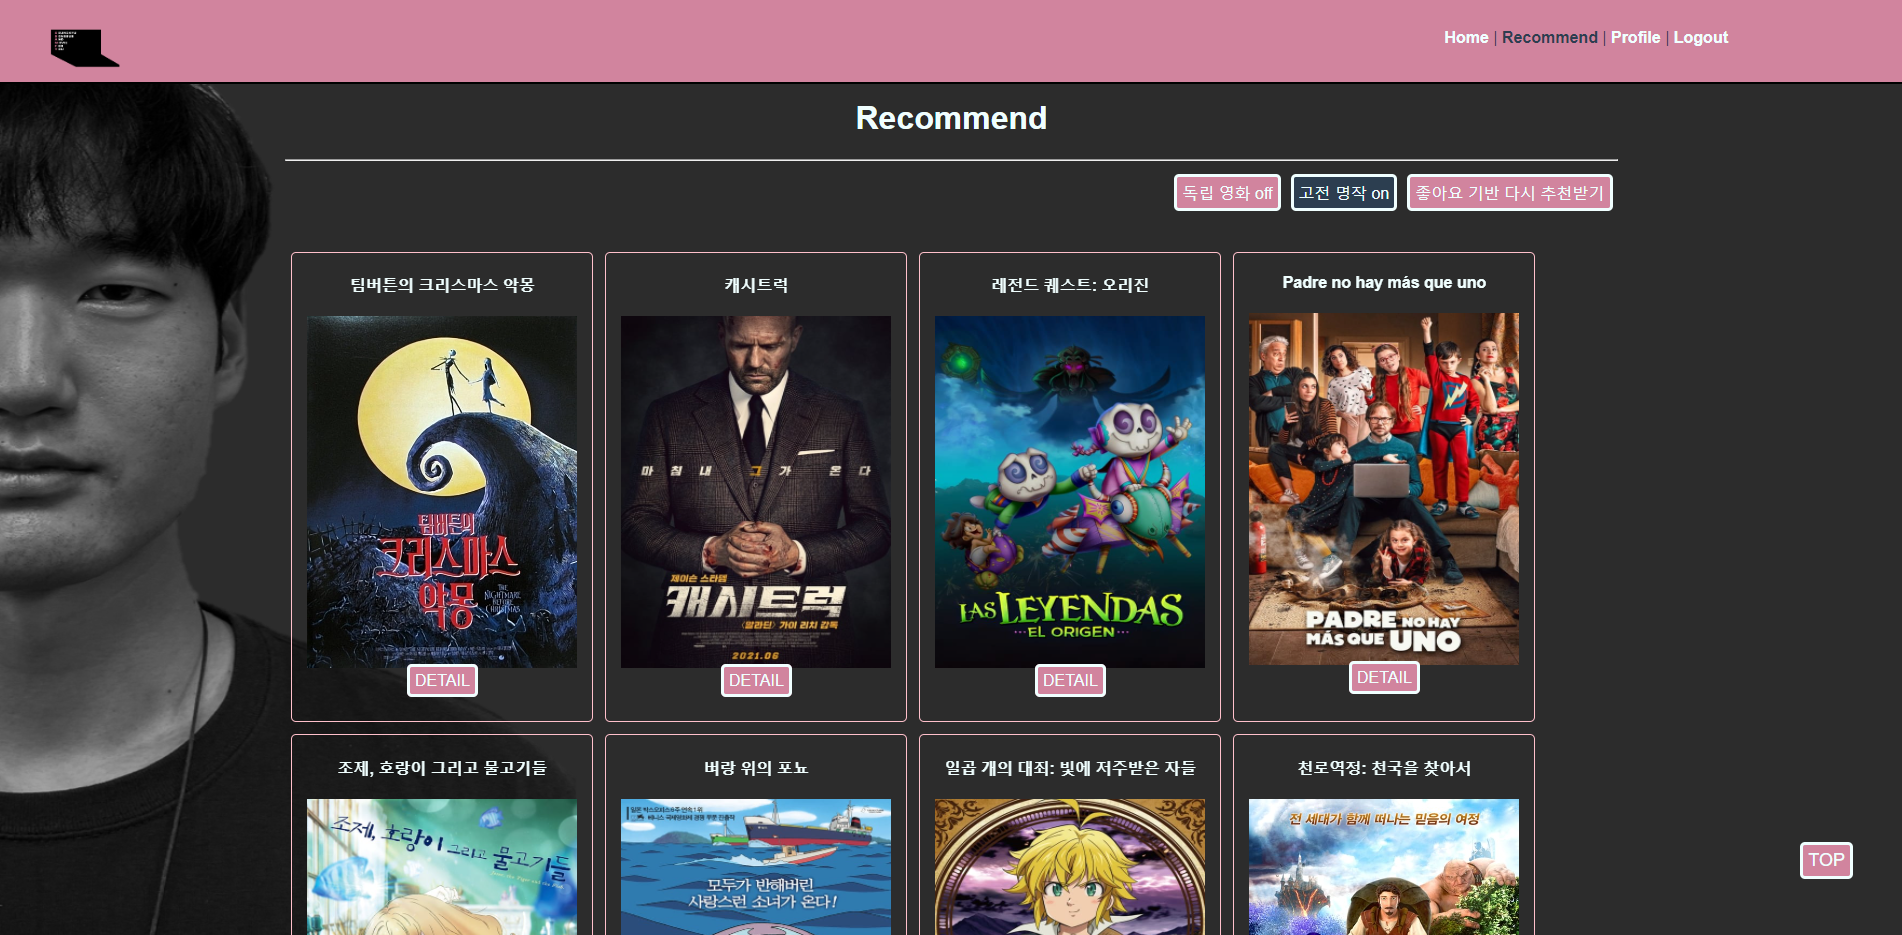 Home | Recommend | Profile | Logout
Recommend
독립 영화 off
고전 명작 on
좋아요 기반 다시 추천받기
팀버튼의 크리스마스 악몽
캐시트럭
레전드 퀘스트: 오리진
Padre no hay más que uno
팀버튼의
크리스마스
악몽
THE
NIGHTMARE
BEFORE
CHRISTMAS
마 침 내 그 가 온 다
제이슨 스타뎀
캐시트럭
<알라딘> 가이 리치 감독
2021.06
LAS LEYENDAS
EL ORIGEN
PADRE NO HAY
MÁS QUE UNO
DETAIL
DETAIL
DETAIL
DETAIL
조제, 호랑이 그리고 물고기들
벼랑 위의 포뇨
일곱 개의 대죄: 빛에 저주받은 자들
천로역정: 천국을 찾아서
조제, 호랑이 그리고 물고기들
모두가 반해버린
사랑스런 소녀가 온다!
전 세대가 함께 떠나는 믿음의 여정
TOP